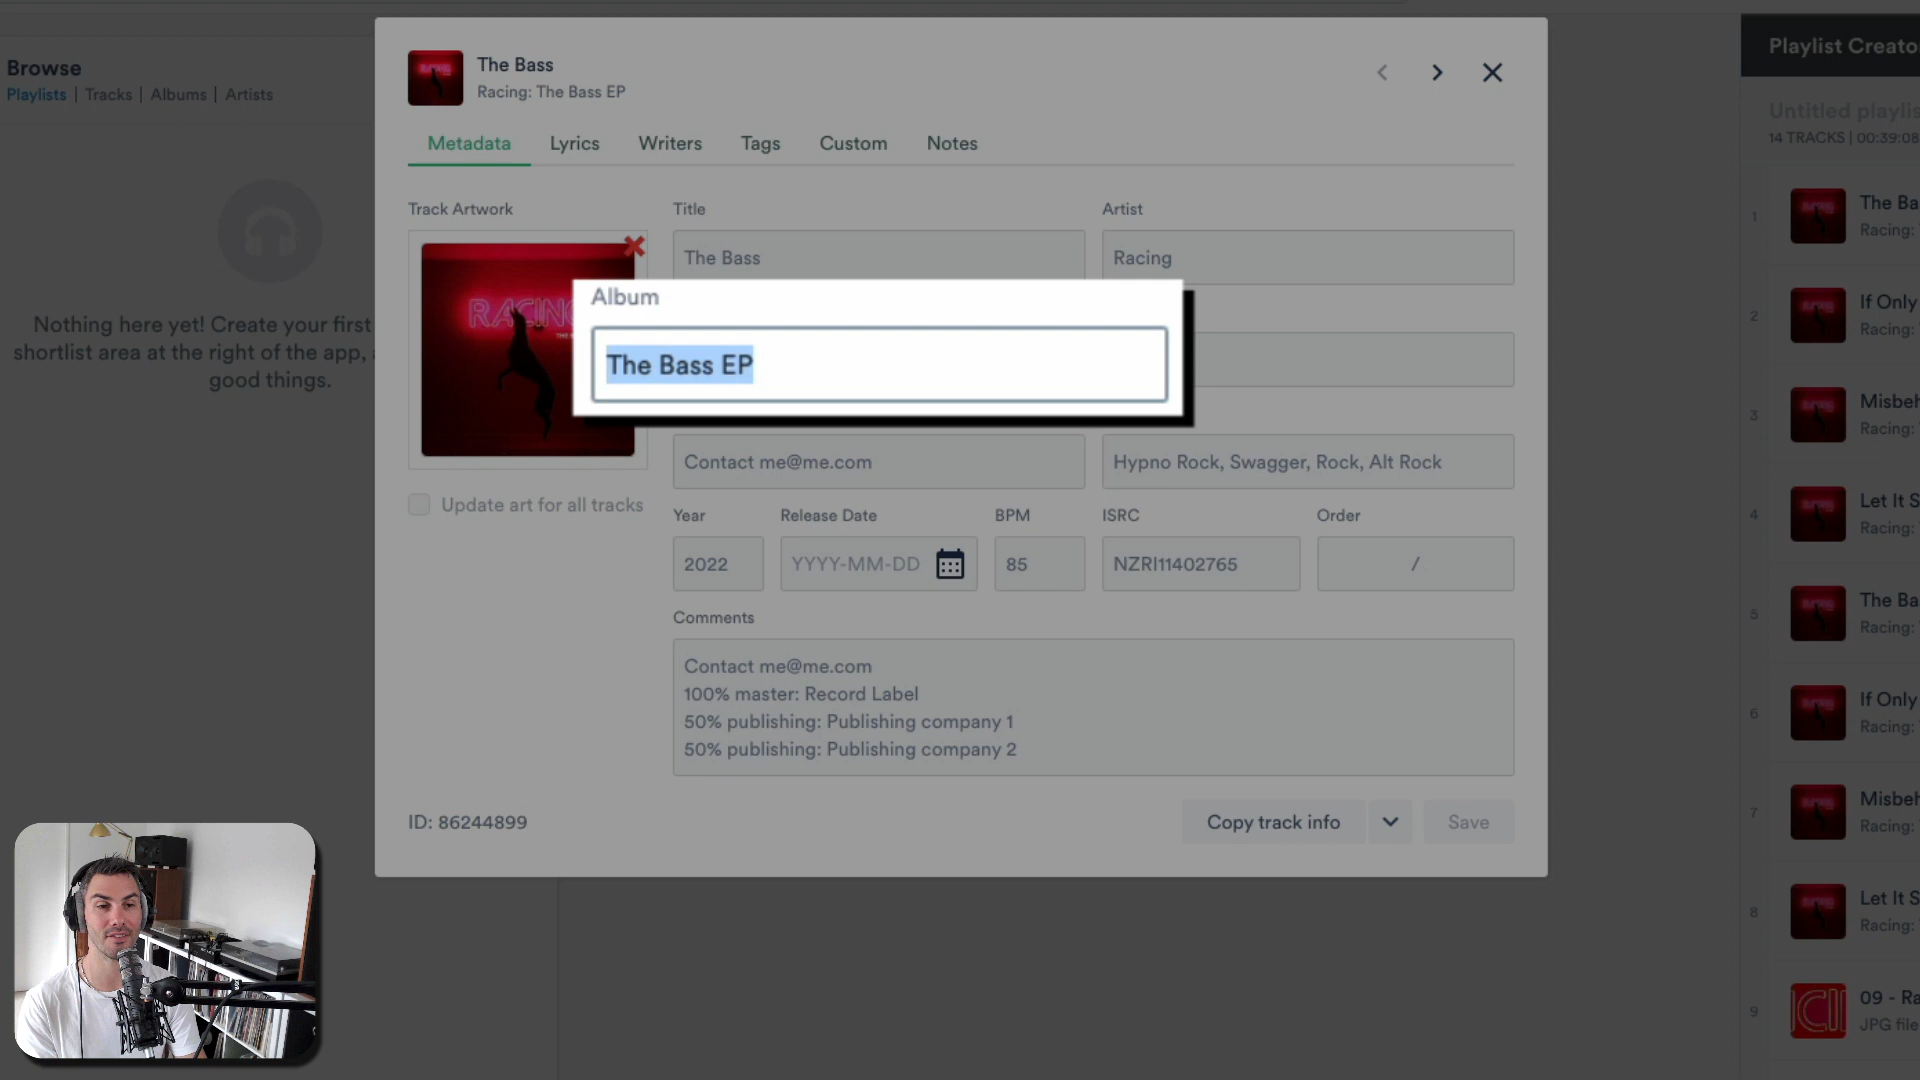 Browse
Playlists | Tracks | Albums | Artists
Nothing here yet! Create your first
shortlist area at the right of the app,
good things.
The Bass
Racing: The Bass EP
Metadata
Lyrics
Writers
Tags
Custom
Notes
Track Artwork
RACING
Update art for all tracks
Title
The Bass
Artist
Racing
Album
The Bass EP
Contact me@me.com
Hypno Rock, Swagger, Rock, Alt Rock
Year
2022
Release Date
YYYY-MM-DD
BPM
85
ISRC
NZRI11402765
Order
/
Comments
Contact me@me.com
100% master: Record Label
50% publishing: Publishing company 1
50% publishing: Publishing company 2
ID: 86244899
Copy track info
Save
Playlist Creato
Untitled playlis
14 TRACKS | 00:39:08
1
The Ba
Racing:
2
If Only
Racing:
3
Misbeh
Racing:
4
Let It S
Racing:
5
The Ba
Racing:
6
If Only
Racing:
7
Misbeh
Racing:
8
Let It S
Racing:
9
09 - Ra
JPG file